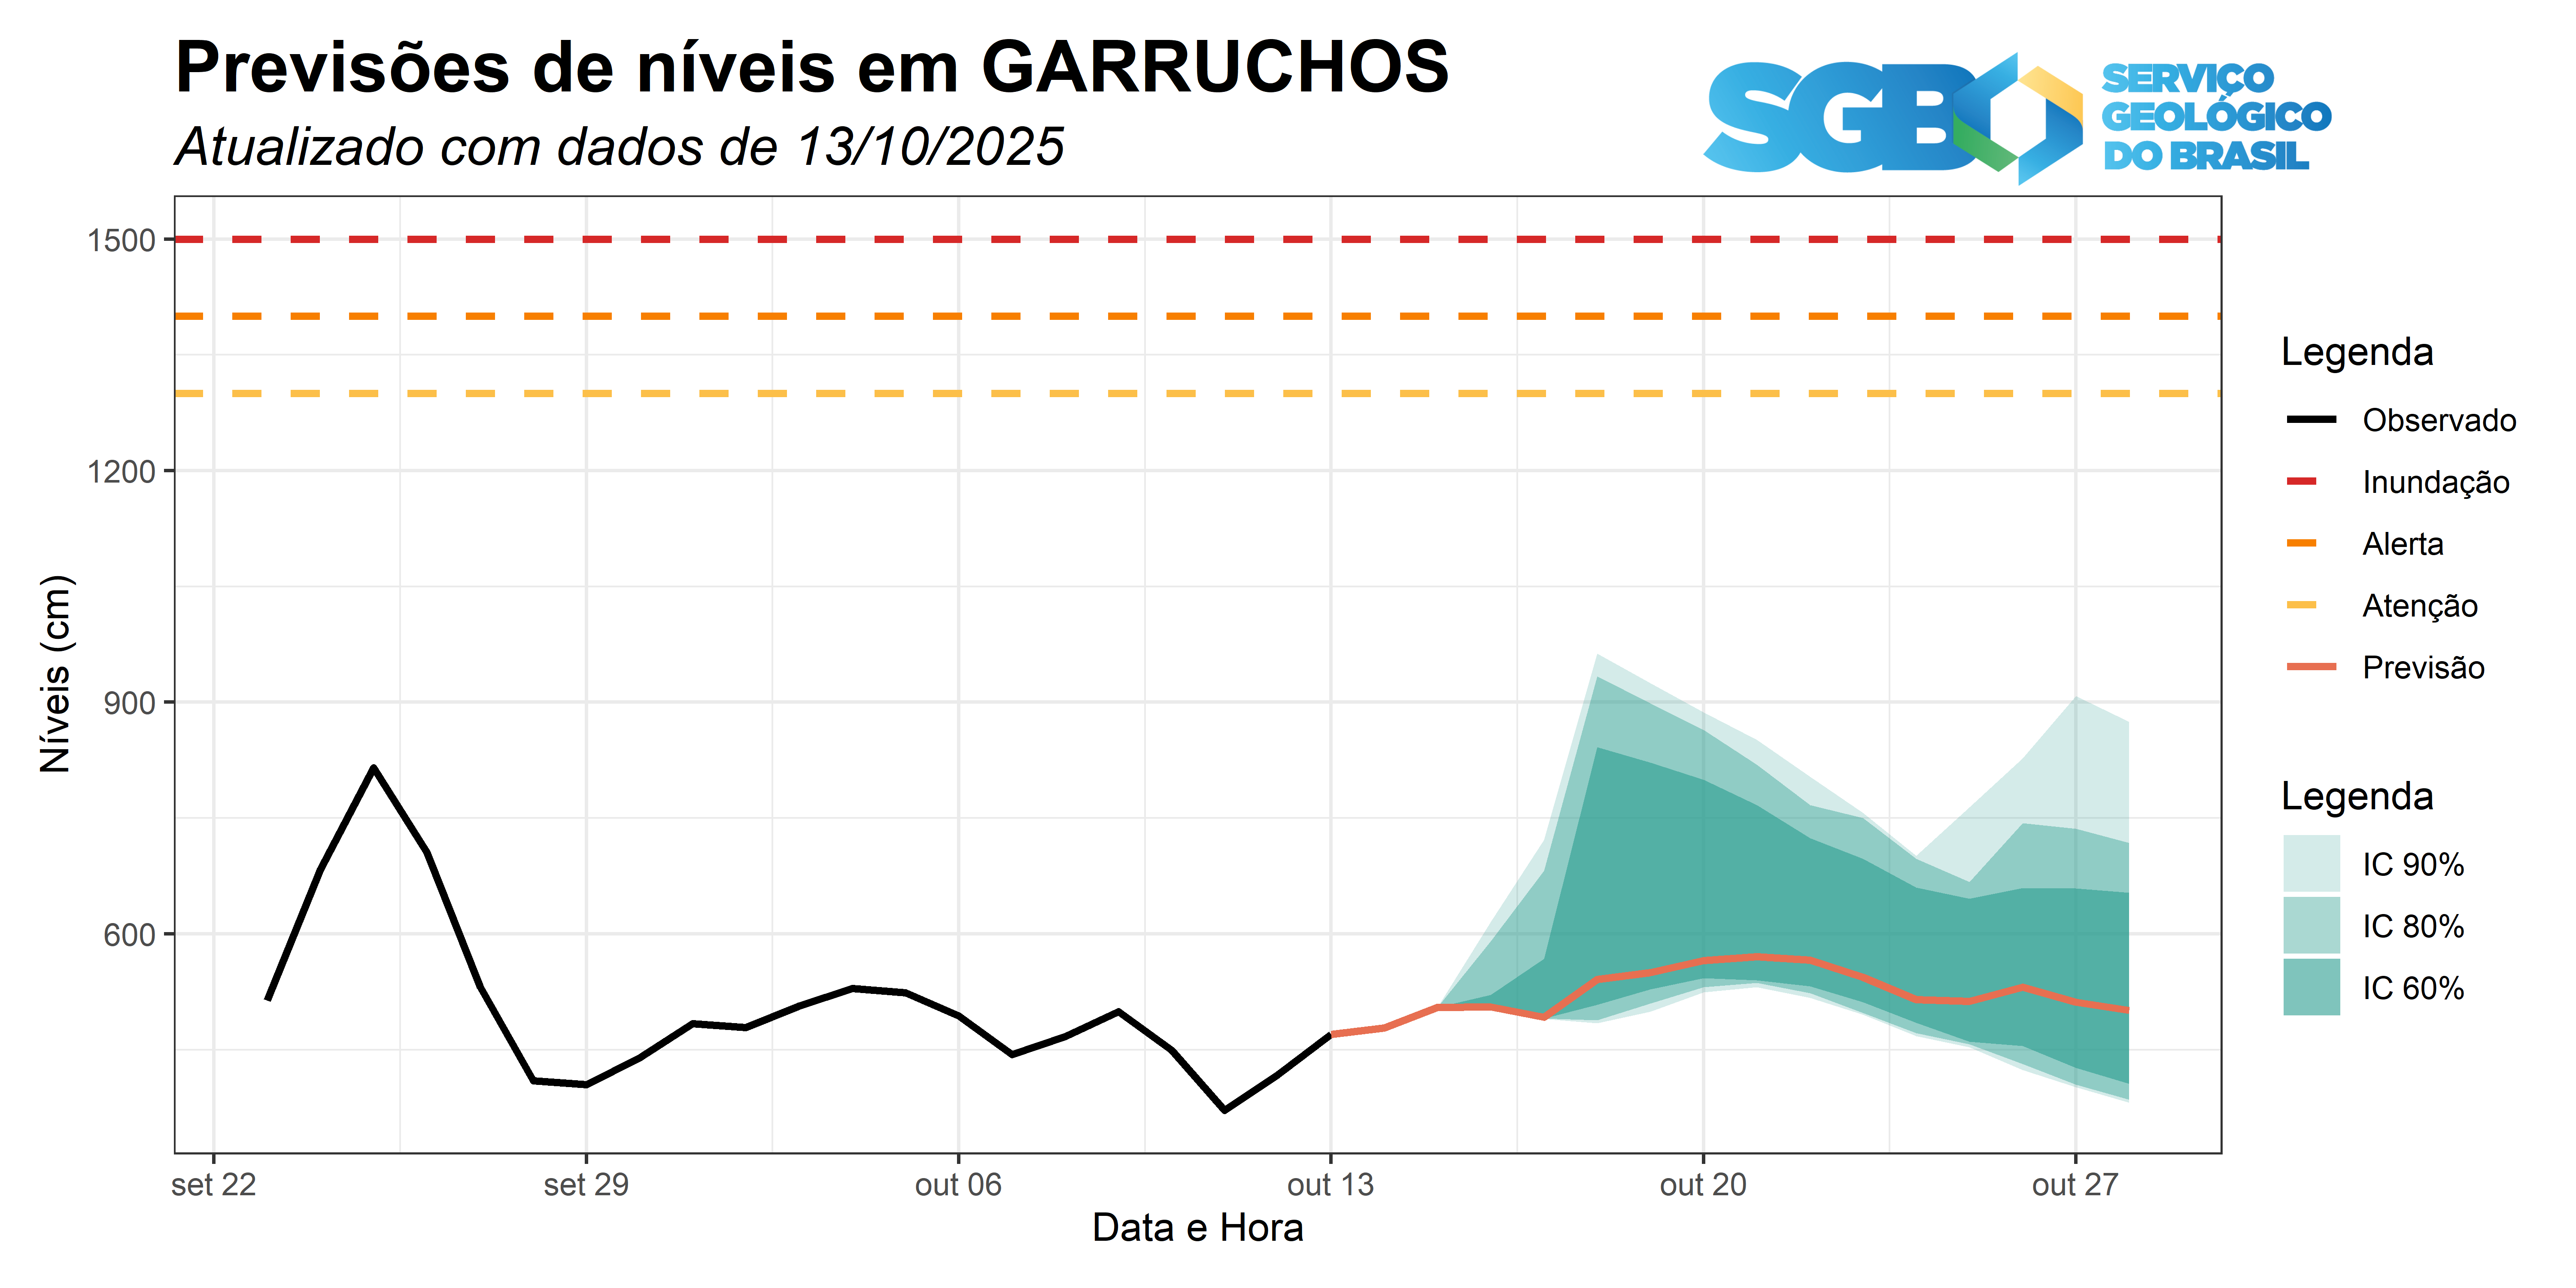 Previsões de níveis em GARRUCHOS
Atualizado com dados de 13/10/2025
SGB
SERVIÇO
GEOLÓGICO
DO BRASIL
1500
1200
900
600
Níveis (cm)
set 22
set 29
out 06
out 13
out 20
out 27
Data e Hora
Legenda
Observado
Inundação
Alerta
Atenção
Previsão
Legenda
IC 90%
IC 80%
IC 60%